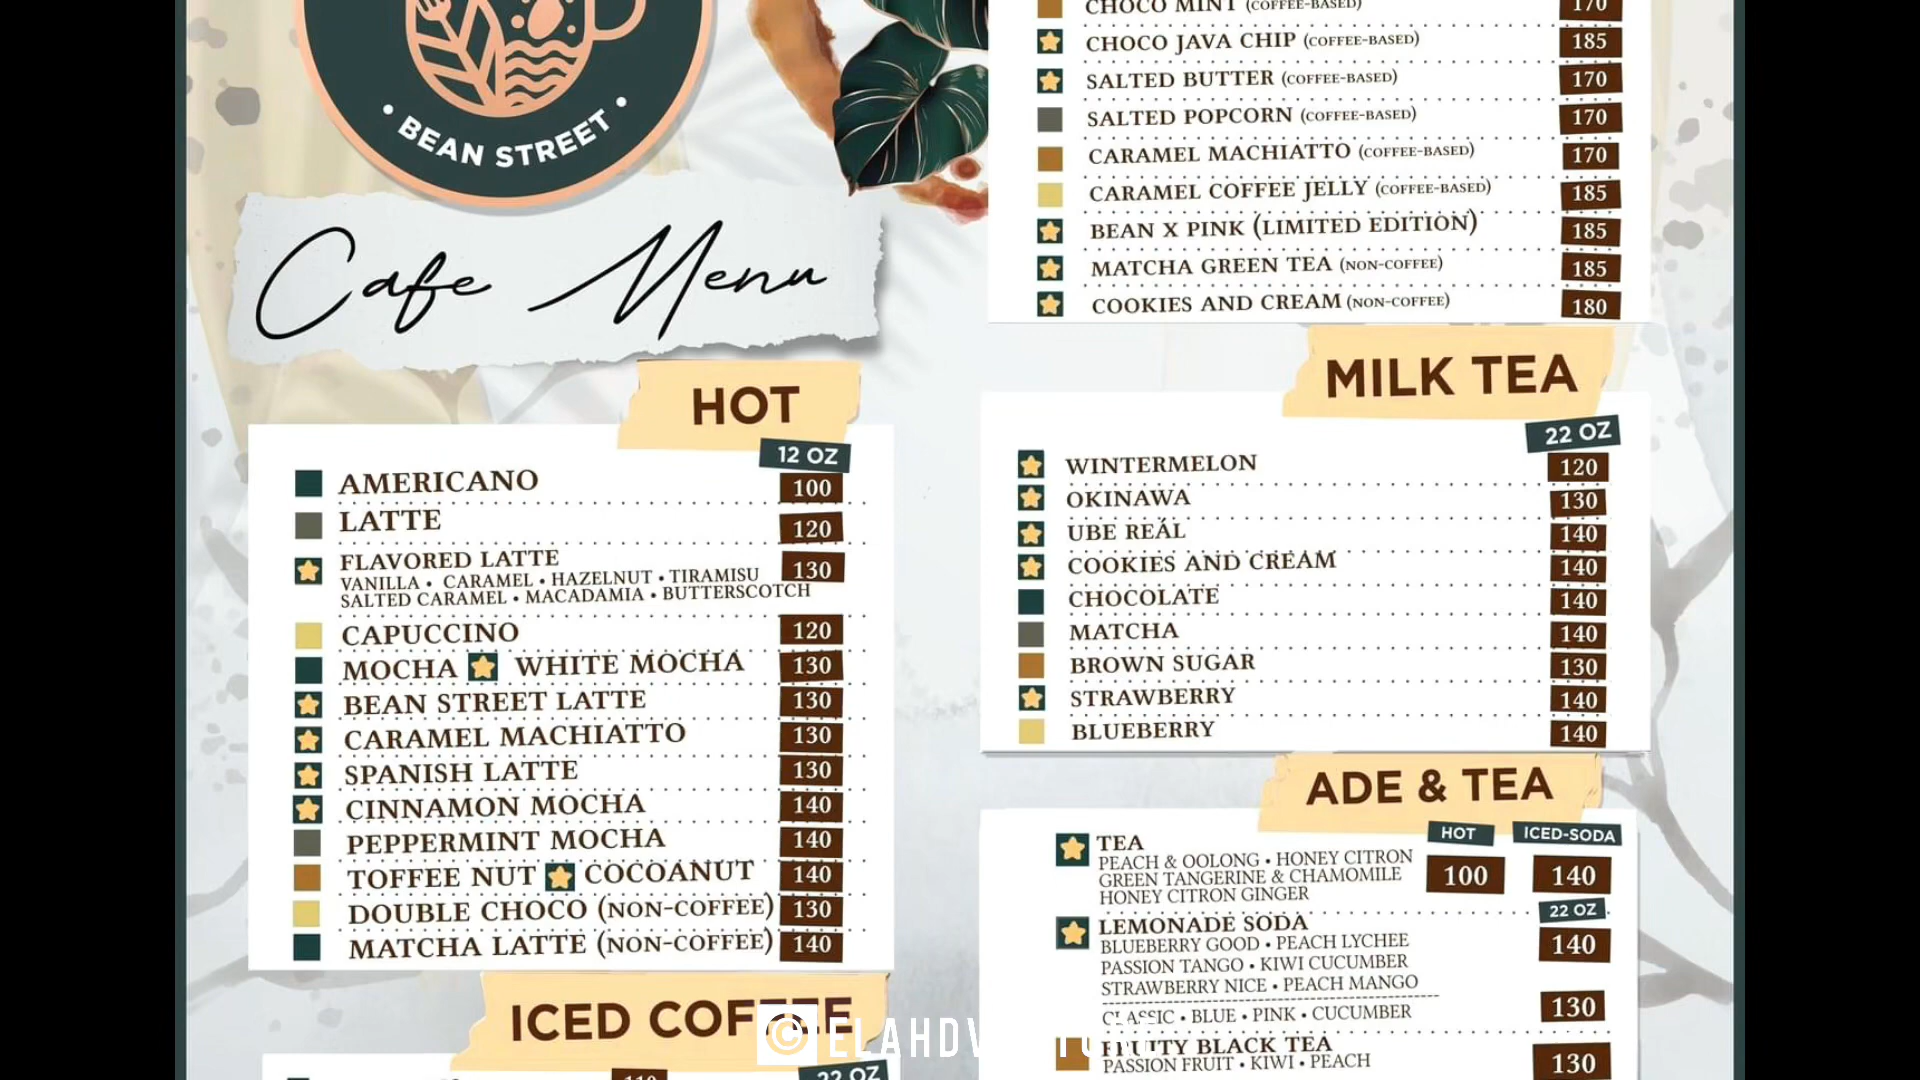 • BEAN STREET •
Cafe Menu
HOT
12 OZ
AMERICANO 100
LATTE 120
FLAVORED LATTE 130
VANILLA • CARAMEL • HAZELNUT • TIRAMISU
SALTED CARAMEL • MACADAMIA • BUTTERSCOTCH
CAPUCCINO 120
MOCHA WHITE MOCHA 130
BEAN STREET LATTE 130
CARAMEL MACHIATTO 130
SPANISH LATTE 130
CINNAMON MOCHA 140
PEPPERMINT MOCHA 140
TOFFEE NUT COCOANUT 140
DOUBLE CHOCO (NON-COFFEE) 130
MATCHA LATTE (NON-COFFEE) 140
ICED COFFEE
22 OZ
CHOCO MINT (COFFEE-BASED) 170
CHOCO JAVA CHIP (COFFEE-BASED) 185
SALTED BUTTER (COFFEE-BASED) 170
SALTED POPCORN (COFFEE-BASED) 170
CARAMEL MACHIATTO (COFFEE-BASED) 170
CARAMEL COFFEE JELLY (COFFEE-BASED) 185
BEAN X PINK (LIMITED EDITION) 185
MATCHA GREEN TEA (NON-COFFEE) 185
COOKIES AND CREAM (NON-COFFEE) 180
MILK TEA
22 OZ
WINTERMELON 120
OKINAWA 130
UBE REÁL 140
COOKIES AND CREAM 140
CHOCOLATE 140
MATCHA 140
BROWN SUGAR 130
STRAWBERRY 140
BLUEBERRY 140
ADE & TEA
HOT ICED-SODA
TEA
PEACH & OOLONG • HONEY CITRON
GREEN TANGERINE & CHAMOMILE 100 140
HONEY CITRON GINGER
22 OZ
LEMONADE SODA
BLUEBERRY GOOD • PEACH LYCHEE 140
PASSION TANGO • KIWI CUCUMBER
STRAWBERRY NICE • PEACH MANGO
CLASSIC • BLUE • PINK • CUCUMBER 130
FRUITY BLACK TEA
PASSION FRUIT • KIWI • PEACH 130